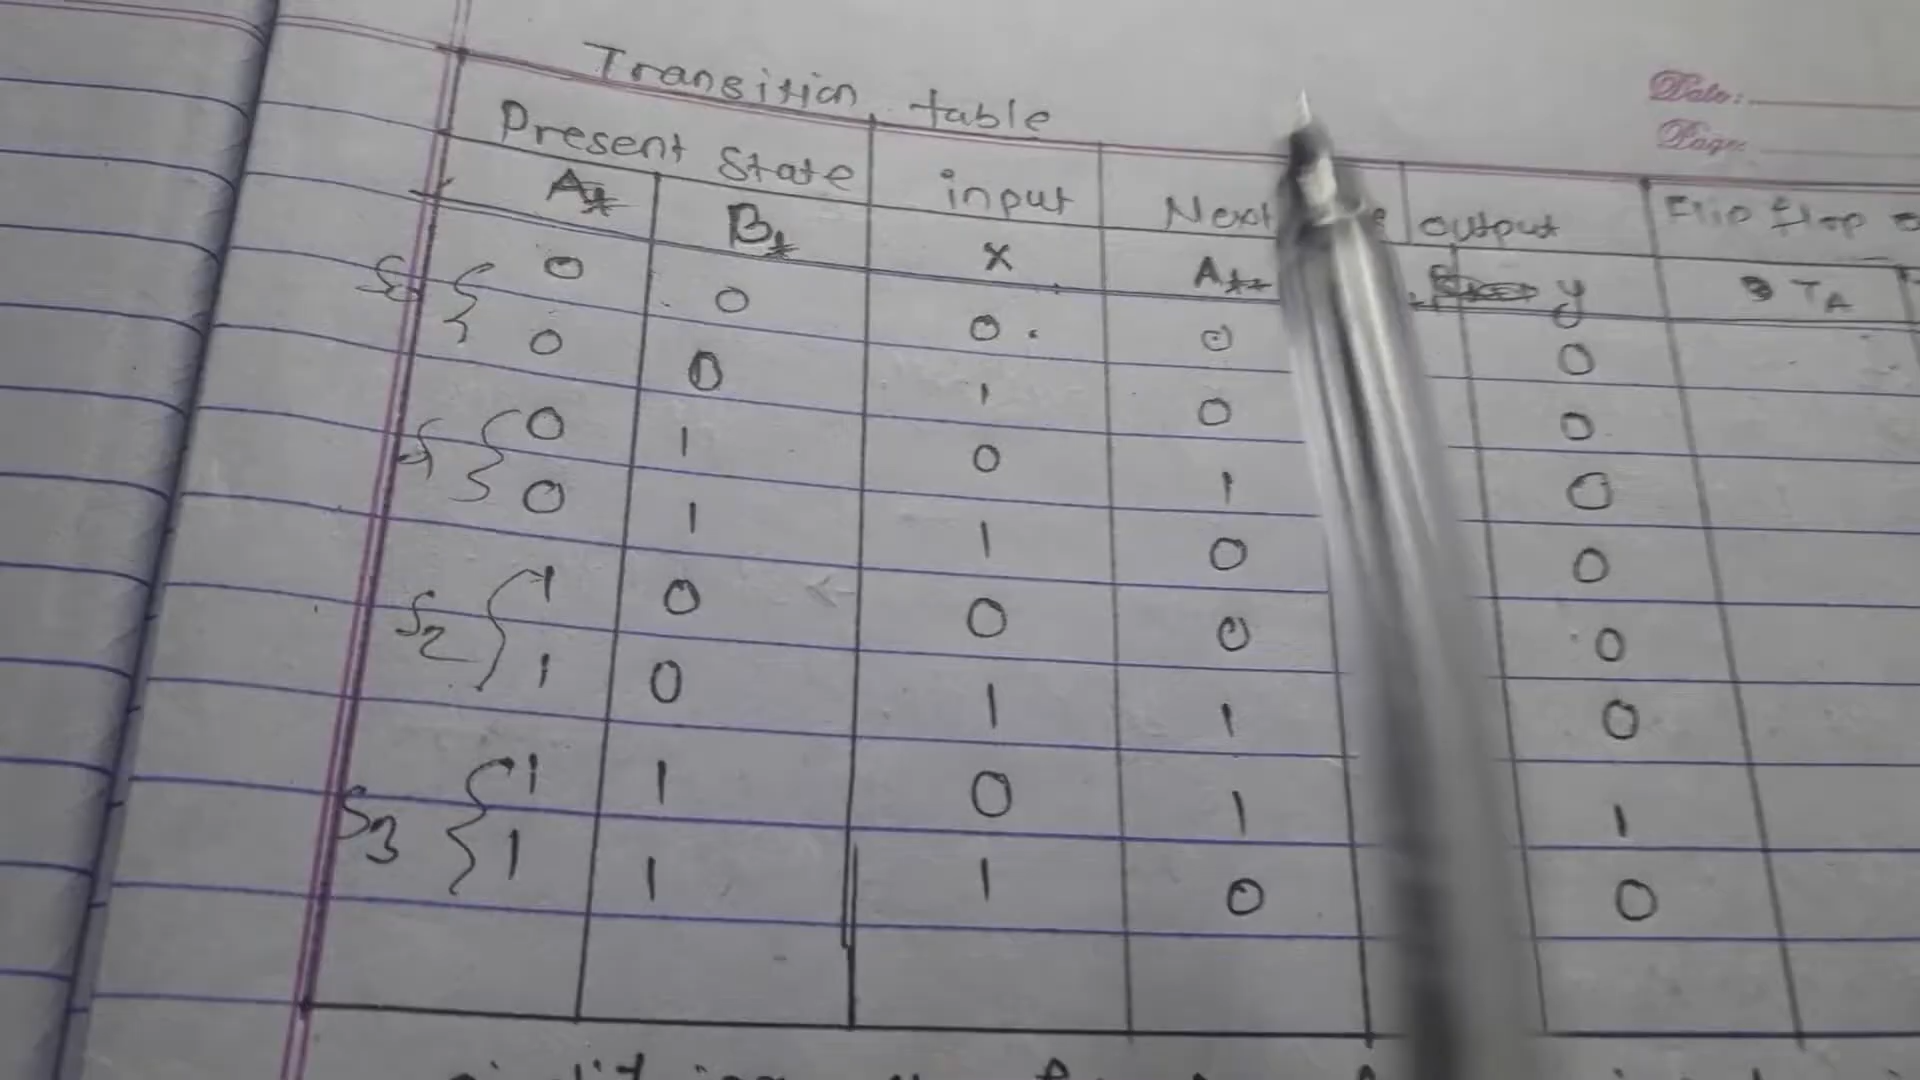 Date:
Page:
Transition table
Present State input Next output Flip flop
A* B* x A** y TA
S0 0 0 0 0 0
0 0 1 0 0
S1 0 1 0 1 0
0 1 1 0 0
S2 1 0 0 0 0
1 0 1 1 0
S3 1 1 0 1 1
1 1 1 0 0